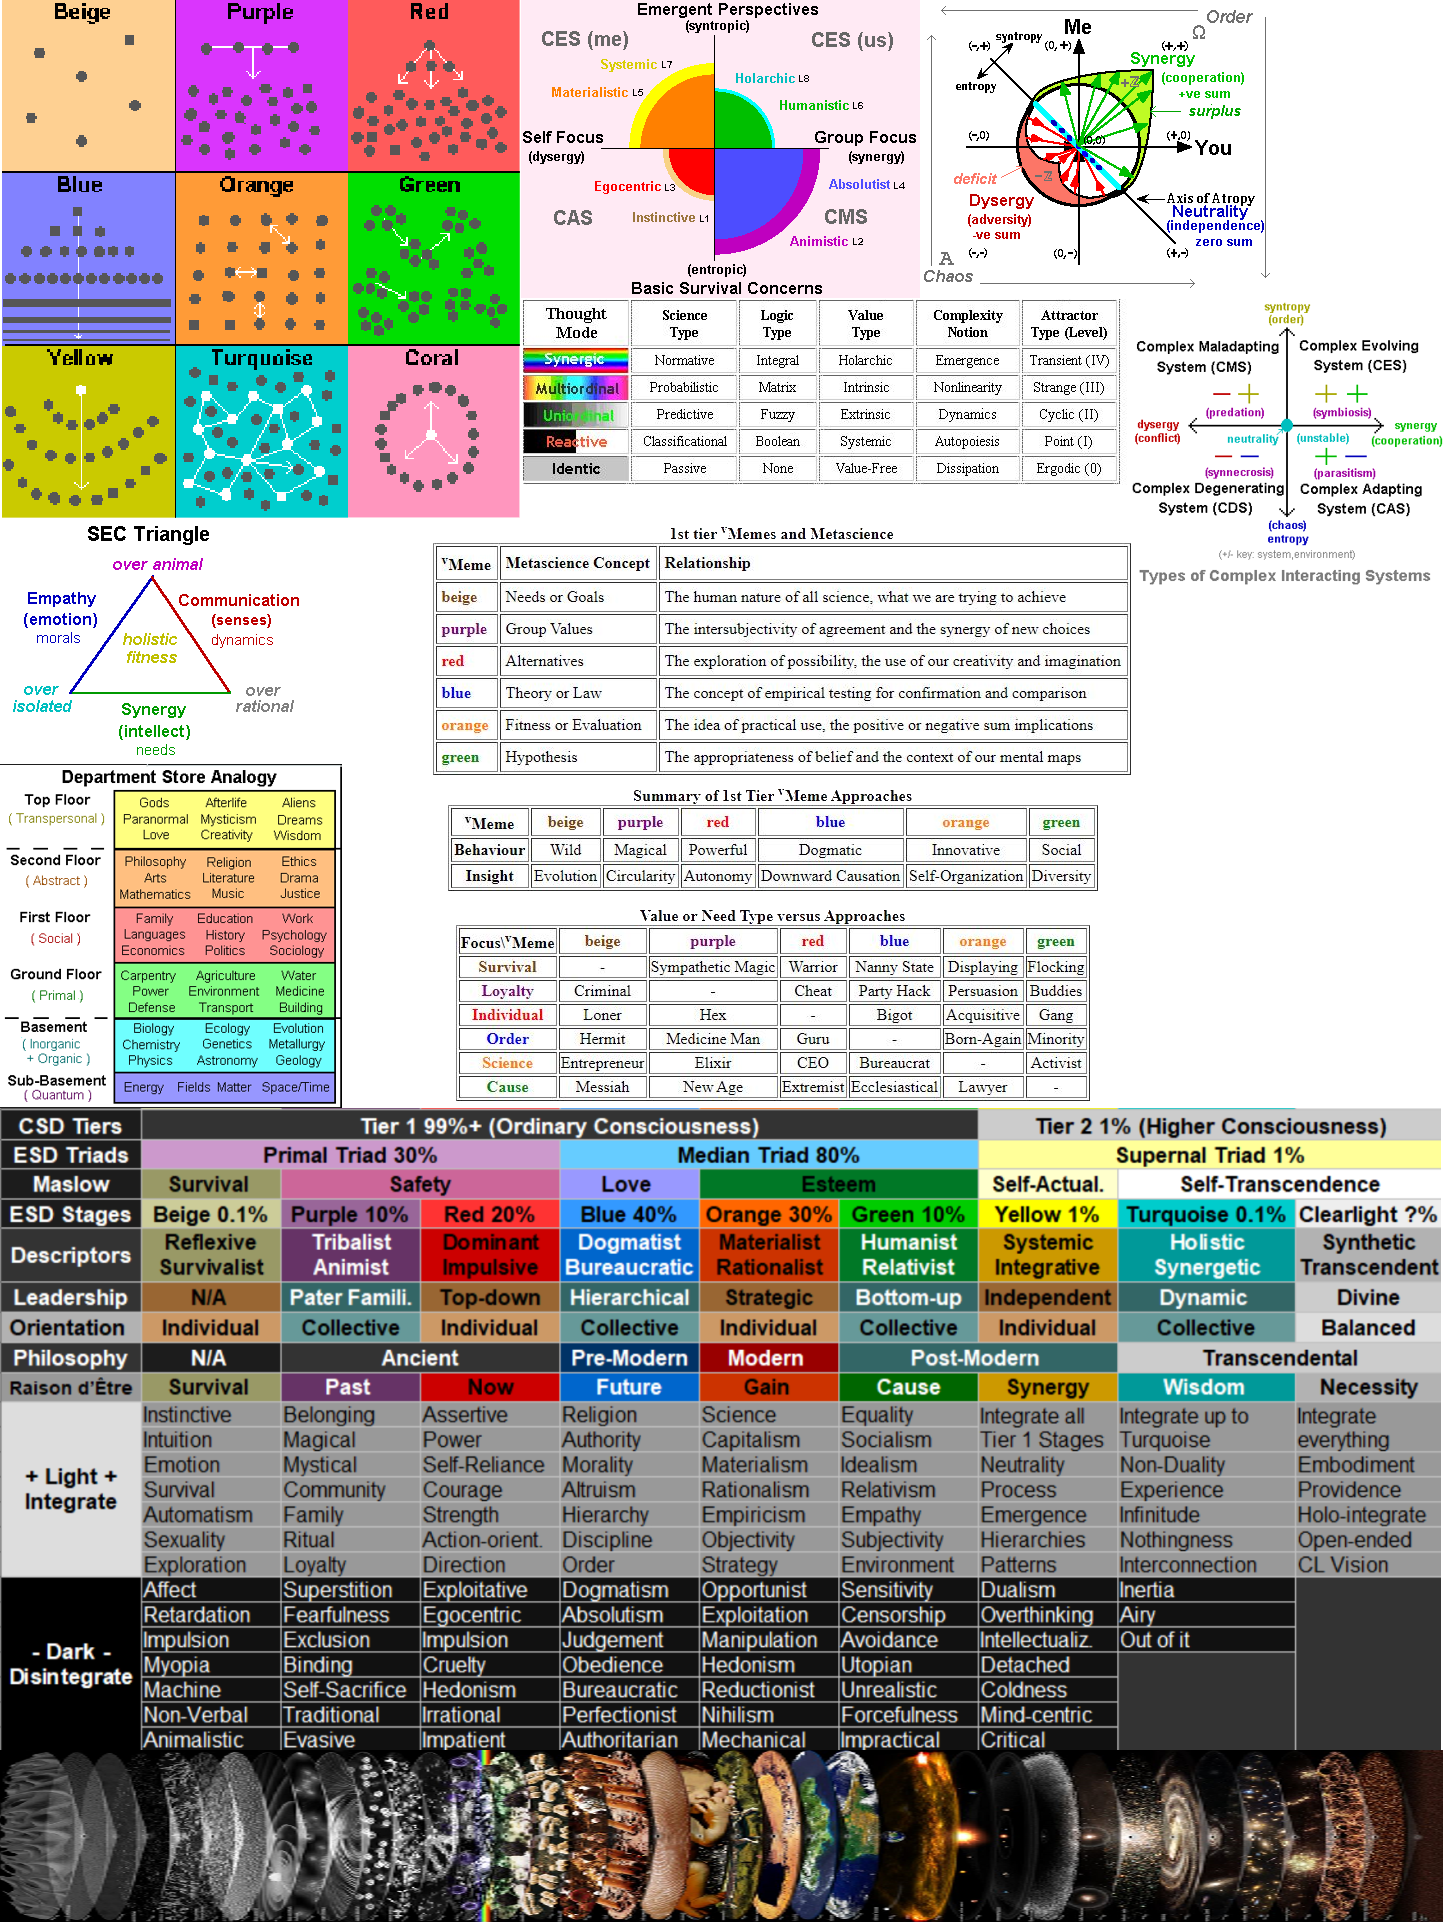 Beige
Purple
Red
Blue
Orange
Green
Yellow
Turquoise
Coral
Emergent Perspectives
(syntropic)
CES (me)
CES (us)
Systemic L7
Holarchic L8
Materialistic L5
Humanistic L6
Self Focus
Group Focus
(dysergy)
(synergy)
Egocentric L3
Absolutist L4
Instinctive L1
CAS
CMS
Animistic L2
(entropic)
Basic Survival Concerns
Order
Ω
Me
(-,+)
syntropy
(0,+)
(+,+)
Synergy
(cooperation)
+ve sum
surplus
entropy
+Z
(-,0)
(0,0)
(+,0)
You
deficit
-Z
Dysergy
(adversity)
-ve sum
Axis of Atropy
Neutrality
(independence)
zero sum
(-,-)
(0,-)
(+,-)
A
Chaos
Thought Mode Science Type Logic Type Value Type Complexity Notion Attractor Type (Level)
Synergic Normative Integral Holarchic Emergence Transient (IV)
Multiordinal Probabilistic Matrix Intrinsic Nonlinearity Strange (III)
Uniordinal Predictive Fuzzy Extrinsic Dynamics Cyclic (II)
Reactive Classificational Boolean Systemic Autopoiesis Point (I)
Identic Passive None Value-Free Dissipation Ergodic (0)
syntropy
(order)
Complex Maladapting
System (CMS)
Complex Evolving
System (CES)
− +
+ +
(predation)
(symbiosis)
dysergy
(conflict)
neutrality
(unstable)
synergy
(cooperation)
− −
+ −
(synnecrosis)
(parasitism)
Complex Degenerating
System (CDS)
Complex Adapting
System (CAS)
(chaos)
entropy
(+/- key: system,environment)
Types of Complex Interacting Systems
SEC Triangle
over animal
Empathy
(emotion)
morals
Communication
(senses)
dynamics
holistic
fitness
over
isolated
over
rational
Synergy
(intellect)
needs
1st tier vMemes and Metascience
vMeme Metascience Concept Relationship
beige Needs or Goals The human nature of all science, what we are trying to achieve
purple Group Values The intersubjectivity of agreement and the synergy of new choices
red Alternatives The exploration of possibility, the use of our creativity and imagination
blue Theory or Law The concept of empirical testing for confirmation and comparison
orange Fitness or Evaluation The idea of practical use, the positive or negative sum implications
green Hypothesis The appropriateness of belief and the context of our mental maps
Summary of 1st Tier vMeme Approaches
vMeme beige purple red blue orange green
Behaviour Wild Magical Powerful Dogmatic Innovative Social
Insight Evolution Circularity Autonomy Downward Causation Self-Organization Diversity
Value or Need Type versus Approaches
Focus\vMeme beige purple red blue orange green
Survival - Sympathetic Magic Warrior Nanny State Displaying Flocking
Loyalty Criminal - Cheat Party Hack Persuasion Buddies
Individual Loner Hex - Bigot Acquisitive Gang
Order Hermit Medicine Man Guru - Born-Again Minority
Science Entrepreneur Elixir CEO Bureaucrat - Activist
Cause Messiah New Age Extremist Ecclesiastical Lawyer -
Department Store Analogy
Top Floor
( Transpersonal )
Gods Afterlife Aliens
Paranormal Mysticism Dreams
Love Creativity Wisdom
Second Floor
( Abstract )
Philosophy Religion Ethics
Arts Literature Drama
Mathematics Music Justice
First Floor
( Social )
Family Education Work
Languages History Psychology
Economics Politics Sociology
Ground Floor
( Primal )
Carpentry Agriculture Water
Power Environment Medicine
Defense Transport Building
Basement
( Inorganic
+ Organic )
Biology Ecology Evolution
Chemistry Genetics Metallurgy
Physics Astronomy Geology
Sub-Basement
( Quantum )
Energy Fields Matter Space/Time
CSD Tiers Tier 1 99%+ (Ordinary Consciousness) Tier 2 1% (Higher Consciousness)
ESD Triads Primal Triad 30% Median Triad 80% Supernal Triad 1%
Maslow Survival Safety Love Esteem Self-Actual. Self-Transcendence
ESD Stages Beige 0.1% Purple 10% Red 20% Blue 40% Orange 30% Green 10% Yellow 1% Turquoise 0.1% Clearlight ?%
Descriptors Reflexive Survivalist Tribalist Animist Dominant Impulsive Dogmatist Bureaucratic Materialist Rationalist Humanist Relativist Systemic Integrative Holistic Synergetic Synthetic Transcendent
Leadership N/A Pater Famili. Top-down Hierarchical Strategic Bottom-up Independent Dynamic Divine
Orientation Individual Collective Individual Collective Individual Collective Individual Collective Balanced
Philosophy N/A Ancient Pre-Modern Modern Post-Modern Transcendental
Raison d'Être Survival Past Now Future Gain Cause Synergy Wisdom Necessity
+ Light +
Integrate
Instinctive Belonging Assertive Religion Science Equality Integrate all Integrate up to Integrate
Intuition Magical Power Authority Capitalism Socialism Tier 1 Stages Turquoise everything
Emotion Mystical Self-Reliance Morality Materialism Idealism Neutrality Non-Duality Embodiment
Survival Community Courage Altruism Rationalism Relativism Process Experience Providence
Automatism Family Strength Hierarchy Empiricism Empathy Emergence Infinitude Holo-integrate
Sexuality Ritual Action-orient. Discipline Objectivity Subjectivity Hierarchies Nothingness Open-ended
Exploration Loyalty Direction Order Strategy Environment Patterns Interconnection CL Vision
- Dark -
Disintegrate
Affect Superstition Exploitative Dogmatism Opportunist Sensitivity Dualism Inertia
Retardation Fearfulness Egocentric Absolutism Exploitation Censorship Overthinking Airy
Impulsion Exclusion Impulsion Judgement Manipulation Avoidance Intellectualiz. Out of it
Myopia Binding Cruelty Obedience Hedonism Utopian Detached
Machine Self-Sacrifice Hedonism Bureaucratic Reductionist Unrealistic Coldness
Non-Verbal Traditional Irrational Perfectionist Nihilism Forcefulness Mind-centric
Animalistic Evasive Impatient Authoritarian Mechanical Impractical Critical